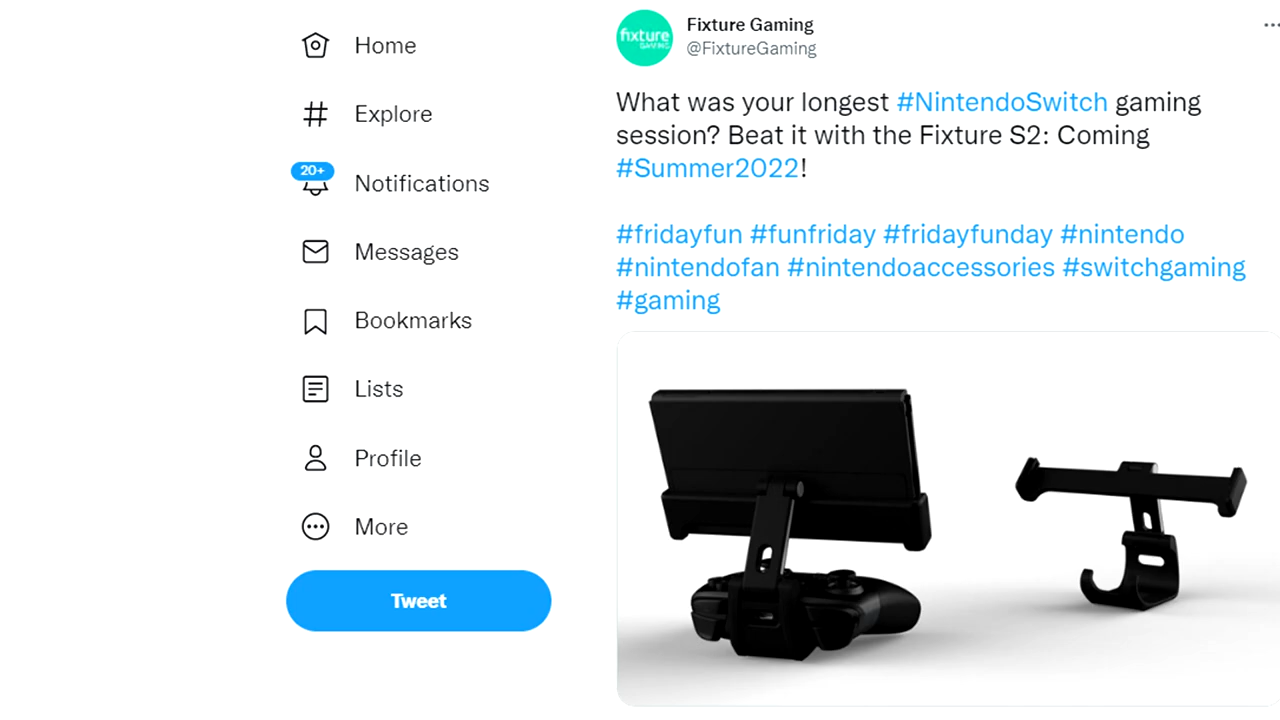 Home
Explore
20+
Notifications
Messages
Bookmarks
Lists
Profile
More
Tweet
fixture
GAMING
Fixture Gaming
@FixtureGaming
What was your longest #NintendoSwitch gaming
session? Beat it with the Fixture S2: Coming
#Summer2022!
#fridayfun #funfriday #fridayfunday #nintendo
#nintendofan #nintendoaccessories #switchgaming
#gaming